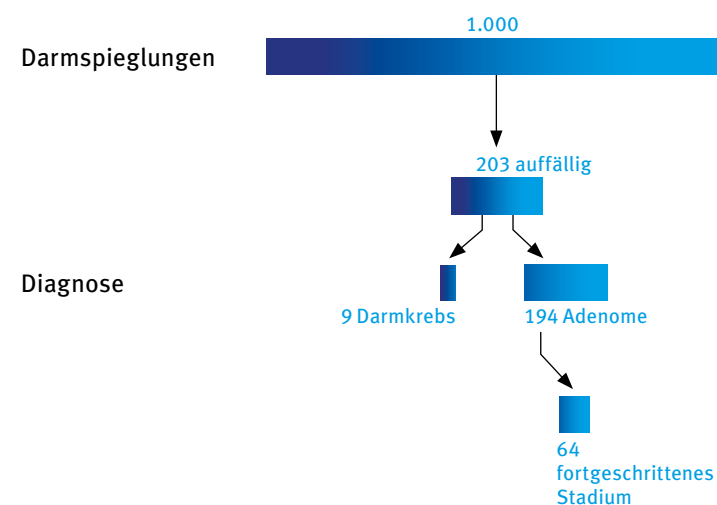 1.000
Darmspieglungen
203 auffällig
Diagnose
9 Darmkrebs
194 Adenome
64
fortgeschrittenes
Stadium